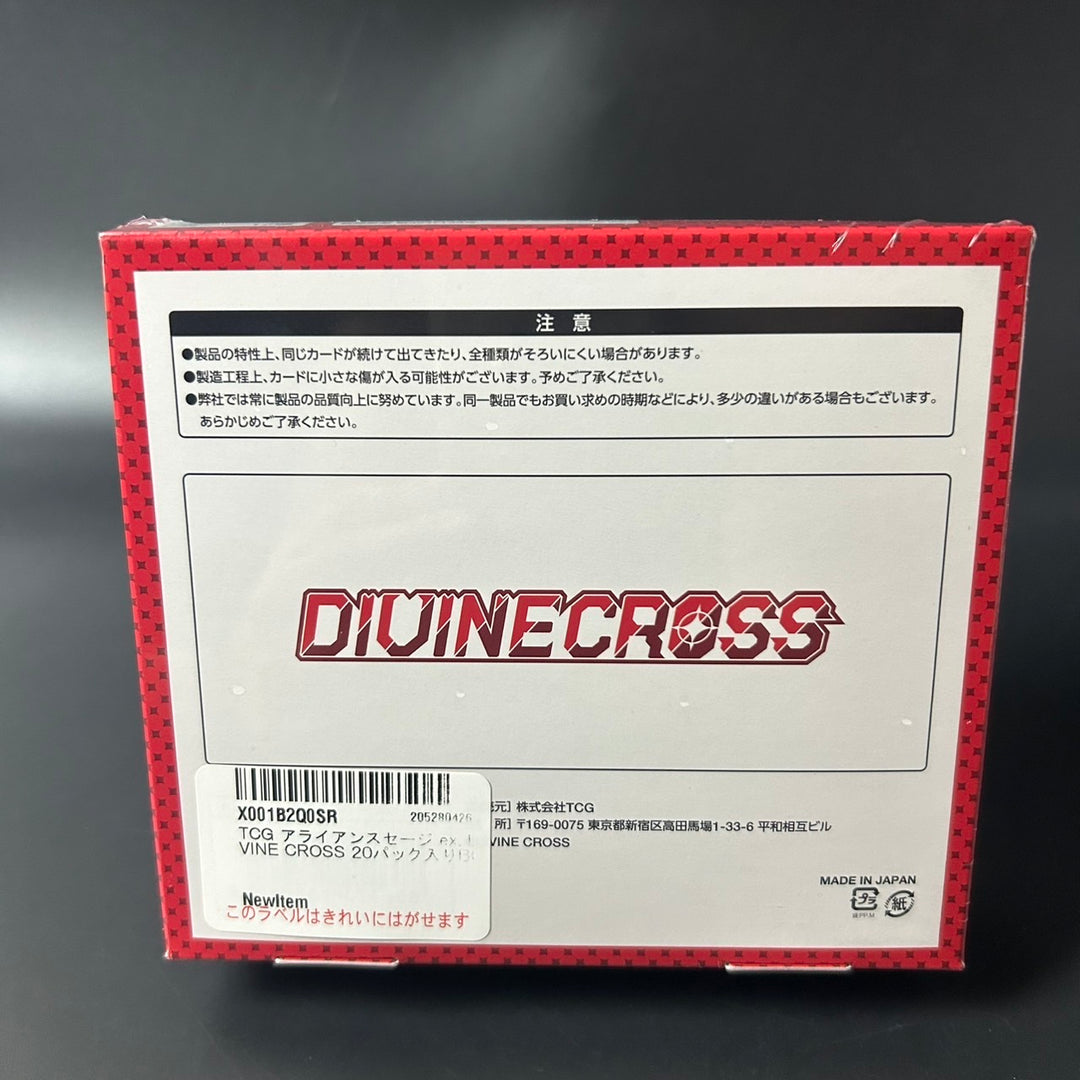 注 意
●製品の特性上、同じカードが続けて出てきたり、全種類がそろいにくい場合があります。
●製造工程上、カードに小さな傷が入る可能性がございます。予めご了承ください。
●弊社では常に製品の品質向上に努めています。同一製品でもお買い求めの時期などにより、多少の違いがある場合もございます。
あらかじめご了承ください。
DIVINECROSS
元］ 株式会社TCG
所］ 〒169-0075 東京都新宿区高田馬場1-33-6 平和相互ビル
VINE CROSS
X001B2Q0SR
205280426
TCG アライアンスセージ ex.
VINE CROSS 20パック入り
NewItem
このラベルはきれいにはがせます
MADE IN JAPAN
プラ
紙